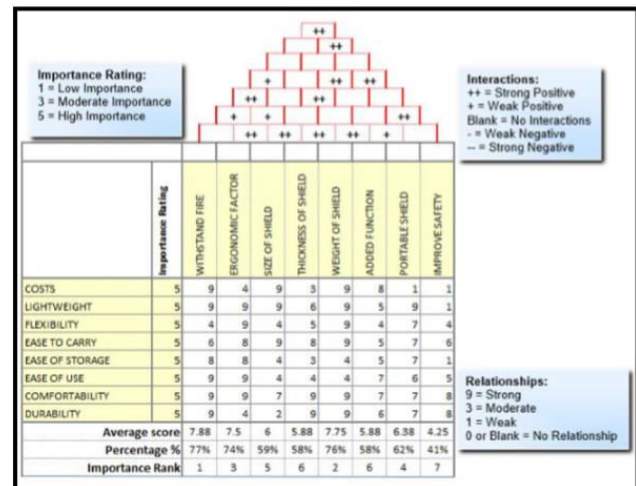 ++
++
+ ++ ++
++ ++
+ + ++
++ ++ ++ ++ +
Importance Rating:
1 = Low Importance
3 = Moderate Importance
5 = High Importance
Interactions:
++ = Strong Positive
+ = Weak Positive
Blank = No Interactions
- = Weak Negative
-- = Strong Negative
Importance Rating
WITHSTAND FIRE
ERGONOMIC FACTOR
SIZE OF SHIELD
THICKNESS OF SHIELD
WEIGHT OF SHIELD
ADDED FUNCTION
PORTABLE SHIELD
IMPROVE SAFETY
COSTS 5 9 4 9 3 9 8 1 1
LIGHTWEIGHT 5 9 9 9 6 9 5 9 1
FLEXIBILITY 5 4 9 4 5 9 4 7 4
EASE TO CARRY 5 6 8 9 8 9 5 7 6
EASE OF STORAGE 5 8 8 4 3 4 5 7 1
EASE OF USE 5 9 9 4 4 4 7 6 5
COMFORTABILITY 5 9 9 7 9 9 7 7 8
DURABILITY 5 9 4 2 9 9 6 7 8
Average score 7.88 7.5 6 5.88 7.75 5.88 6.38 4.25
Percentage % 77% 74% 59% 58% 76% 58% 62% 41%
Importance Rank 1 3 5 6 2 6 4 7
Relationships:
9 = Strong
3 = Moderate
1 = Weak
0 or Blank = No Relationship